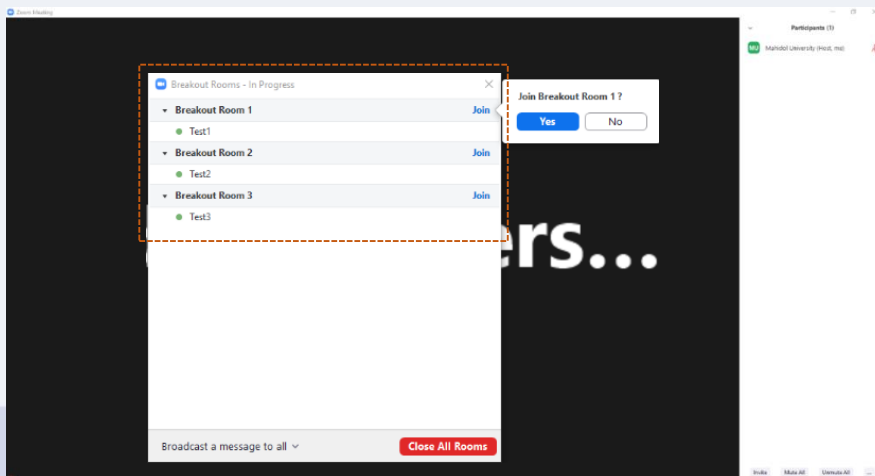 Zoom Meeting
Participants (1)
MU Mahidol University (Host, me)
Breakout Rooms - In Progress
Join Breakout Room 1 ?
Yes No
Breakout Room 1 Join
Test1
Breakout Room 2 Join
Test2
Breakout Room 3 Join
Test3
ers...
Broadcast a message to all
Close All Rooms
Invite Mute All Unmute All ...